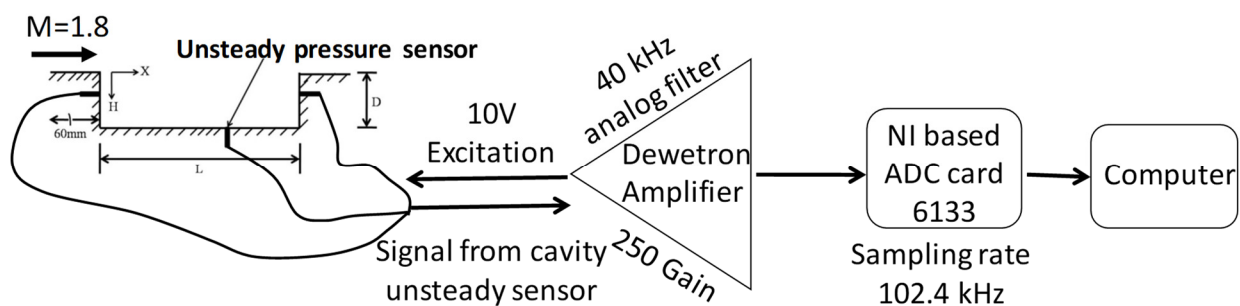 M=1.8
Unsteady pressure sensor
X
H
D
60mm
L
10V
Excitation
Signal from cavity
unsteady sensor
40 kHz
analog filter
Dewetron
Amplifier
250 Gain
NI based
ADC card
6133
Sampling rate
102.4 kHz
Computer